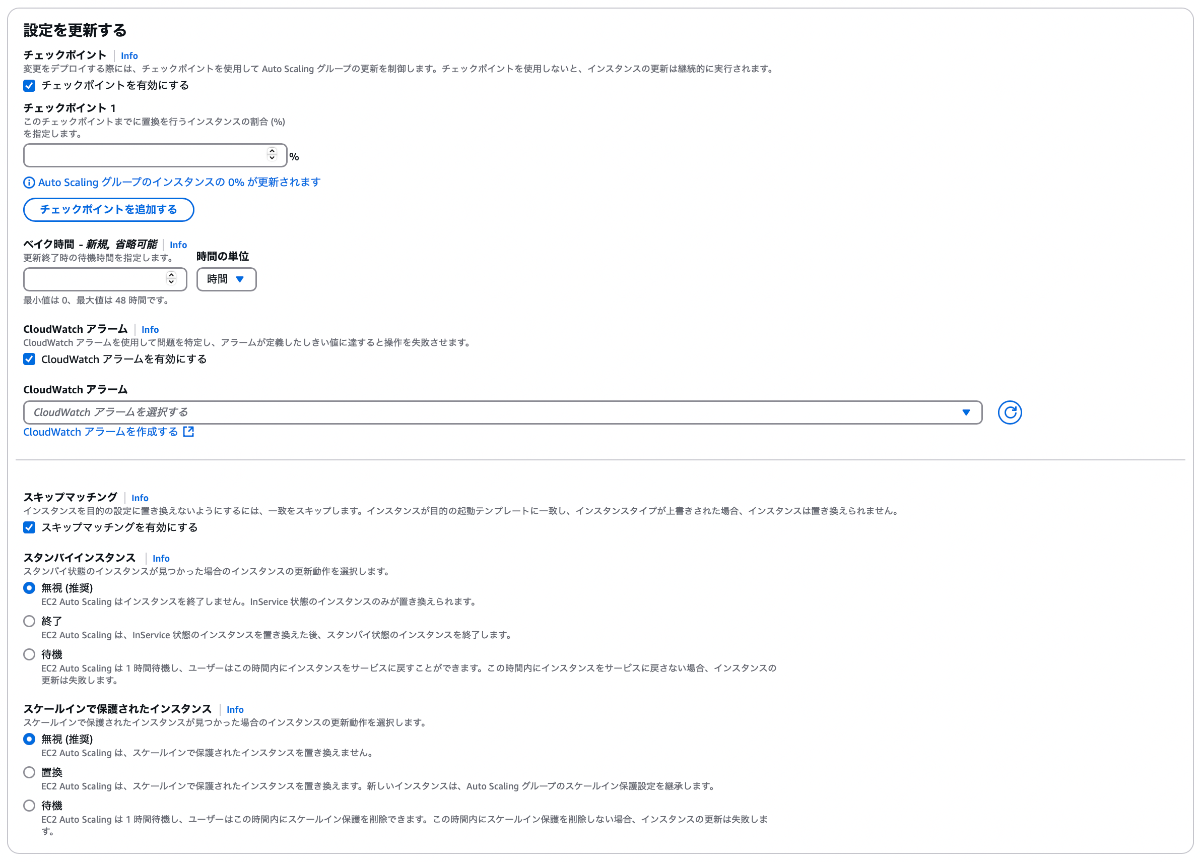 設定を更新する
チェックポイント | Info
変更をデプロイする際には、チェックポイントを使用して Auto Scaling グループの更新を制御します。チェックポイントを使用しないと、インスタンスの更新は継続的に実行されます。
チェックポイントを有効にする
チェックポイント 1
このチェックポイントまでに置換を行うインスタンスの割合 (%)
を指定します。
%
Auto Scaling グループのインスタンスの 0% が更新されます
チェックポイントを追加する
ベイク時間 - 新規, 省略可能 | Info
更新終了時の待機時間を指定します。
時間の単位
時間
最小値は 0、最大値は 48 時間です。
CloudWatch アラーム | Info
CloudWatch アラームを使用して問題を特定し、アラームが定義したしきい値に達すると操作を失敗させます。
CloudWatch アラームを有効にする
CloudWatch アラーム
CloudWatch アラームを選択する
CloudWatch アラームを作成する
スキップマッチング | Info
インスタンスを目的の設定に置き換えないようにするには、一致をスキップします。インスタンスが目的の起動テンプレートに一致し、インスタンスタイプが上書きされた場合、インスタンスは置き換えられません。
スキップマッチングを有効にする
スタンバイインスタンス | Info
スタンバイ状態のインスタンスが見つかった場合のインスタンスの更新動作を選択します。
無視 (推奨)
EC2 Auto Scaling はインスタンスを終了しません。InService 状態のインスタンスのみが置き換えられます。
終了
EC2 Auto Scaling は、InService 状態のインスタンスを置き換えた後、スタンバイ状態のインスタンスを終了します。
待機
EC2 Auto Scaling は 1 時間待機し、ユーザーはこの時間内にインスタンスをサービスに戻すことができます。この時間内にインスタンスをサービスに戻さない場合、インスタンスの
更新は失敗します。
スケールインで保護されたインスタンス | Info
スケールインで保護されたインスタンスが見つかった場合のインスタンスの更新動作を選択します。
無視 (推奨)
EC2 Auto Scaling は、スケールインで保護されたインスタンスを置き換えません。
置換
EC2 Auto Scaling は、スケールインで保護されたインスタンスを置き換えます。新しいインスタンスは、Auto Scaling グループのスケールイン保護設定を継承します。
待機
EC2 Auto Scaling は 1 時間待機し、ユーザーはこの時間内にスケールイン保護を削除できます。この時間内にスケールイン保護を削除しない場合、インスタンスの更新は失敗しま
す。